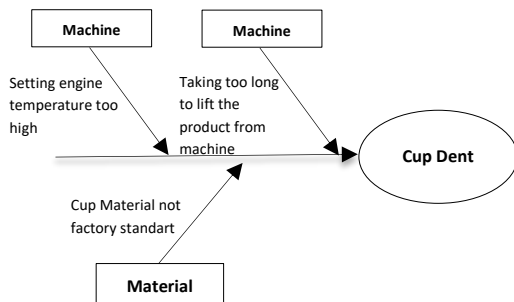 Machine
Machine
Setting engine
temperature too
high
Taking too long
to lift the
product from
machine
Cup Dent
Cup Material not
factory standart
Material